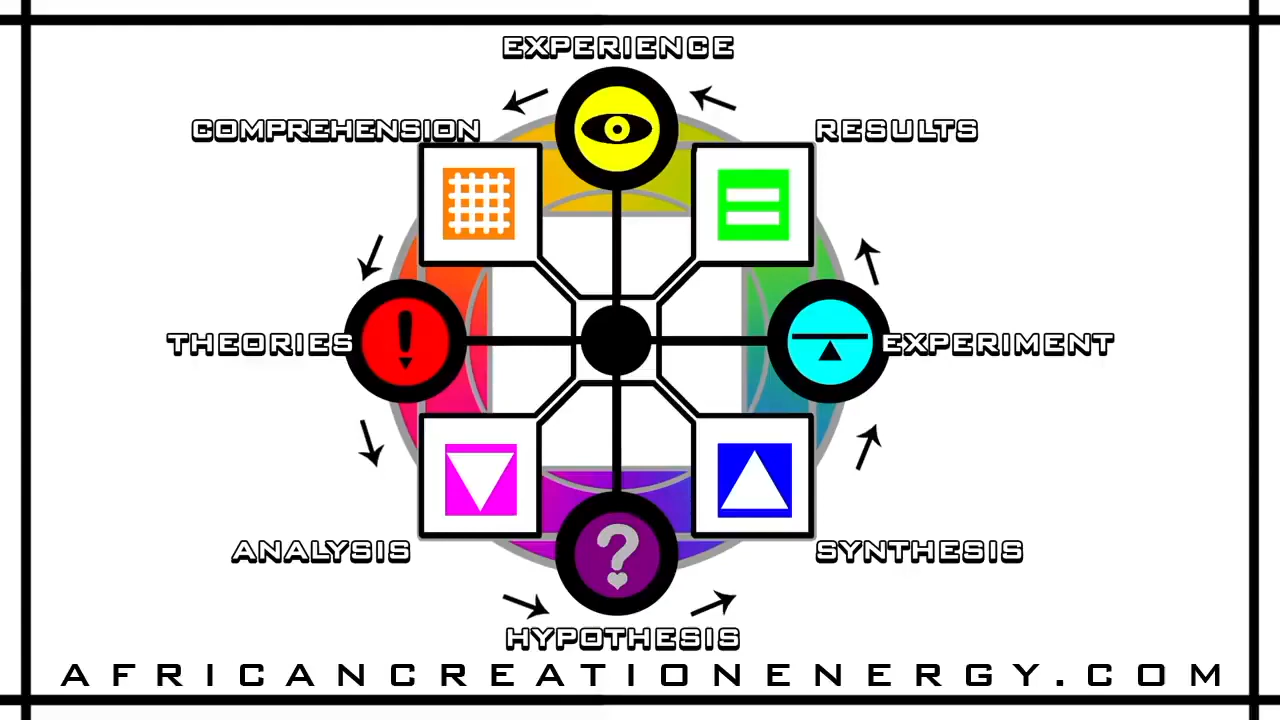 EXPERIENCE
COMPREHENSION
RESULTS
THEORIES
EXPERIMENT
ANALYSIS
SYNTHESIS
HYPOTHESIS
AFRICANCREATIONENERGY.COM